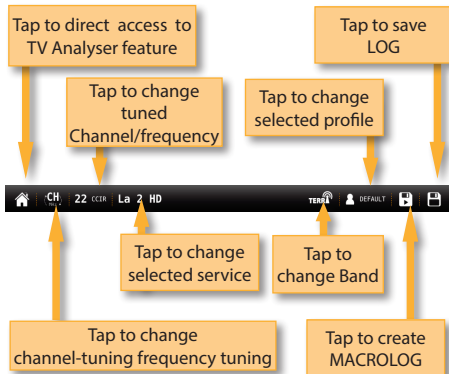 Tap to direct access to
TV Analyser feature
Tap to save
LOG
Tap to change
tuned
Channel/frequency
Tap to change
selected profile
CH
22 CCIR
La 2 HD
TERR
DEFAULT
Tap to change
selected service
Tap to
change Band
Tap to change
channel-tuning frequency tuning
Tap to create
MACROLOG